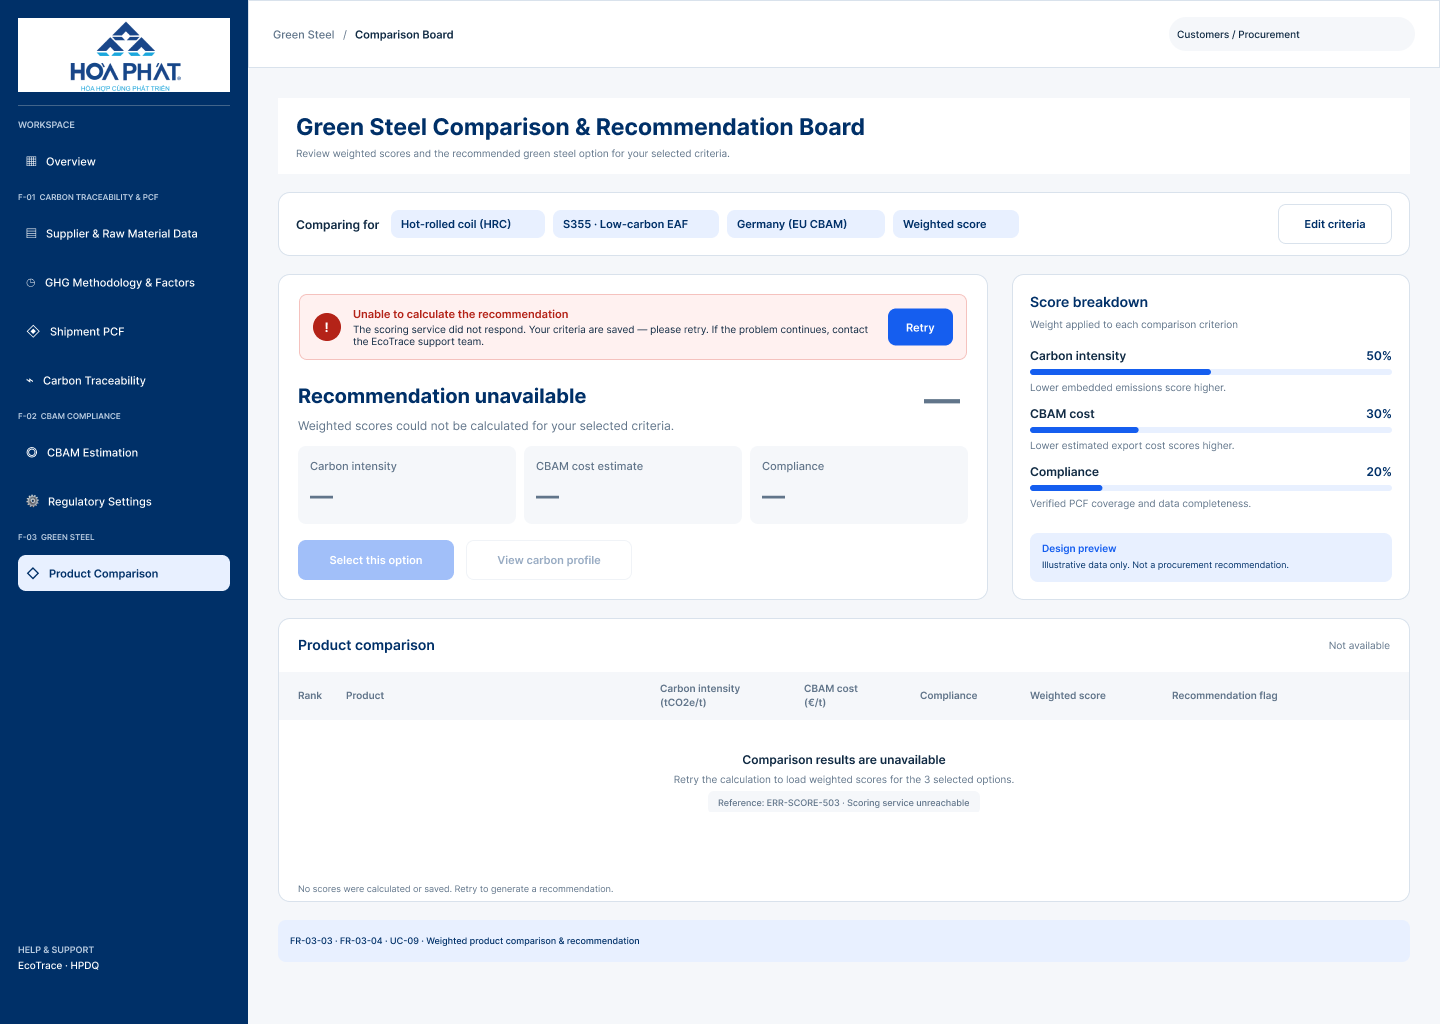 HÒA PHÁT
HÒA HỢP CÙNG PHÁT TRIỂN
WORKSPACE
Overview
F-01 CARBON TRACEABILITY & PCF
Supplier & Raw Material Data
GHG Methodology & Factors
Shipment PCF
Carbon Traceability
F-02 CBAM COMPLIANCE
CBAM Estimation
Regulatory Settings
F-03 GREEN STEEL
Product Comparison
HELP & SUPPORT
EcoTrace · HPDQ
Green Steel / Comparison Board
Customers / Procurement
Green Steel Comparison & Recommendation Board
Review weighted scores and the recommended green steel option for your selected criteria.
Comparing for Hot-rolled coil (HRC) S355 · Low-carbon EAF Germany (EU CBAM) Weighted score Edit criteria
!
Unable to calculate the recommendation
The scoring service did not respond. Your criteria are saved — please retry. If the problem continues, contact
the EcoTrace support team.
Retry
Recommendation unavailable —
Weighted scores could not be calculated for your selected criteria.
Carbon intensity CBAM cost estimate Compliance
— — —
Select this option View carbon profile
Score breakdown
Weight applied to each comparison criterion
Carbon intensity 50%
Lower embedded emissions score higher.
CBAM cost 30%
Lower estimated export cost scores higher.
Compliance 20%
Verified PCF coverage and data completeness.
Design preview
Illustrative data only. Not a procurement recommendation.
Product comparison Not available
Rank Product Carbon intensity (tCO2e/t) CBAM cost (€/t) Compliance Weighted score Recommendation flag
Comparison results are unavailable
Retry the calculation to load weighted scores for the 3 selected options.
Reference: ERR-SCORE-503 · Scoring service unreachable
No scores were calculated or saved. Retry to generate a recommendation.
FR-03-03 · FR-03-04 · UC-09 · Weighted product comparison & recommendation